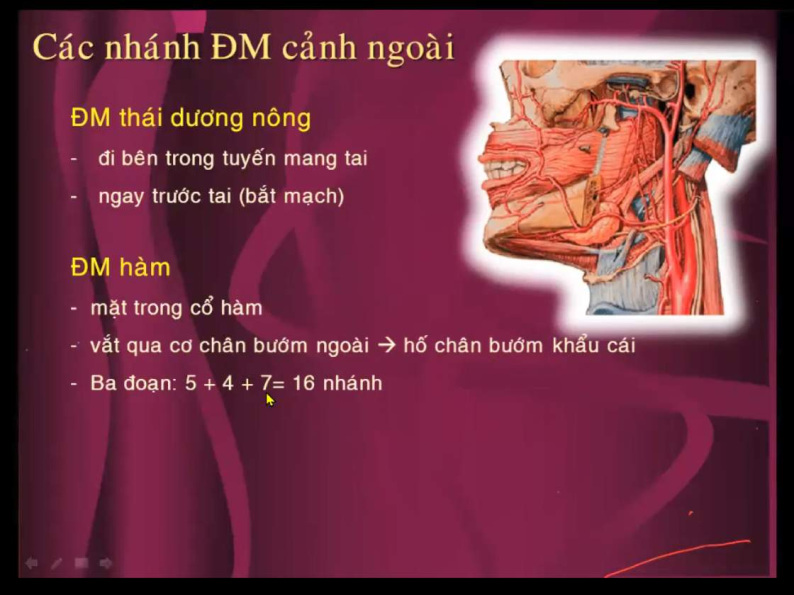 Các nhánh ĐM cảnh ngoài
ĐM thái dương nông
- đi bên trong tuyến mang tai
- ngay trước tai (bắt mạch)
ĐM hàm
- mặt trong cổ hàm
- vắt qua cơ chân bướm ngoài → hố chân bướm khẩu cái
- Ba đoạn: 5 + 4 + 7= 16 nhánh